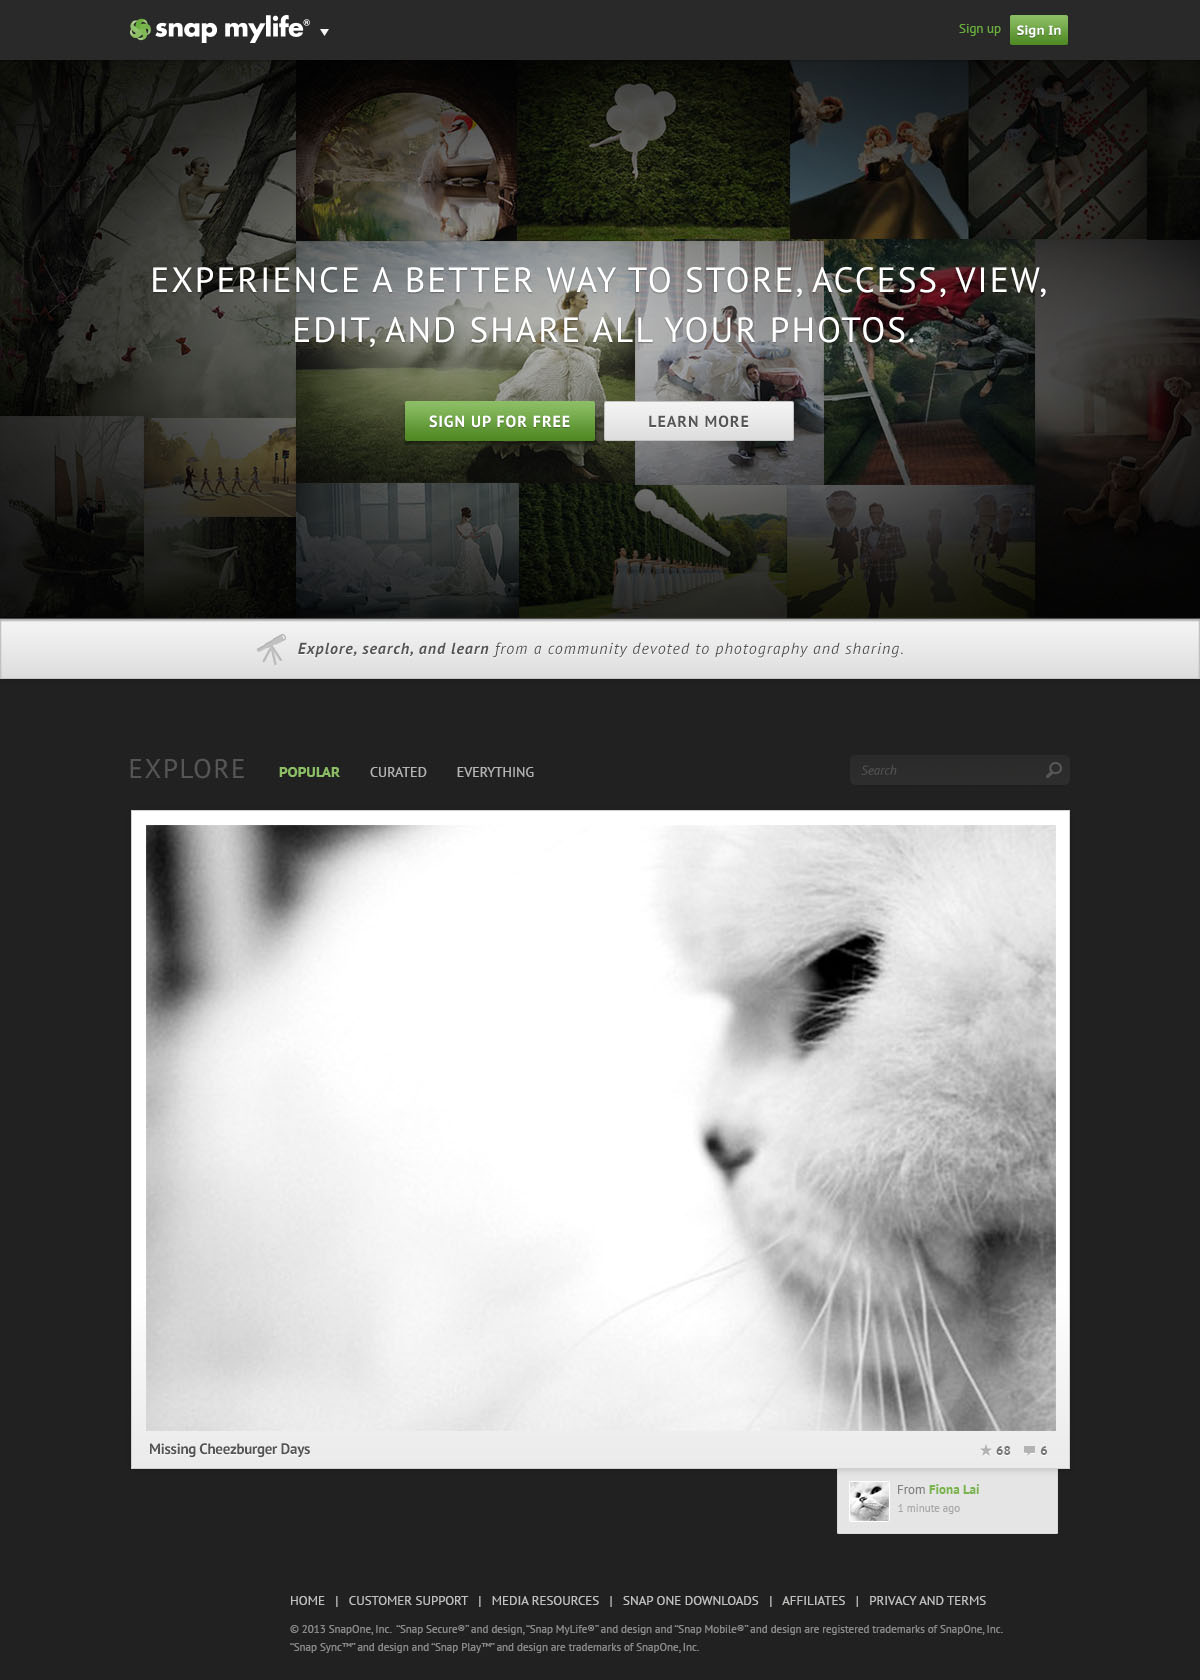 snap mylife®
Sign up
Sign In
EXPERIENCE A BETTER WAY TO STORE, ACCESS, VIEW,
EDIT, AND SHARE ALL YOUR PHOTOS.
SIGN UP FOR FREE
LEARN MORE
Explore, search, and learn from a community devoted to photography and sharing.
EXPLORE POPULAR CURATED EVERYTHING
Search
Missing Cheezburger Days
68 6
From Fiona Lai
1 minute ago
HOME | CUSTOMER SUPPORT | MEDIA RESOURCES | SNAP ONE DOWNLOADS | AFFILIATES | PRIVACY AND TERMS
© 2013 SnapOne, Inc. "Snap Secure®" and design, "Snap MyLife®" and design and "Snap Mobile®" and design are registered trademarks of SnapOne, Inc.
"Snap Sync™" and design and "Snap Play™" and design are trademarks of SnapOne, Inc.